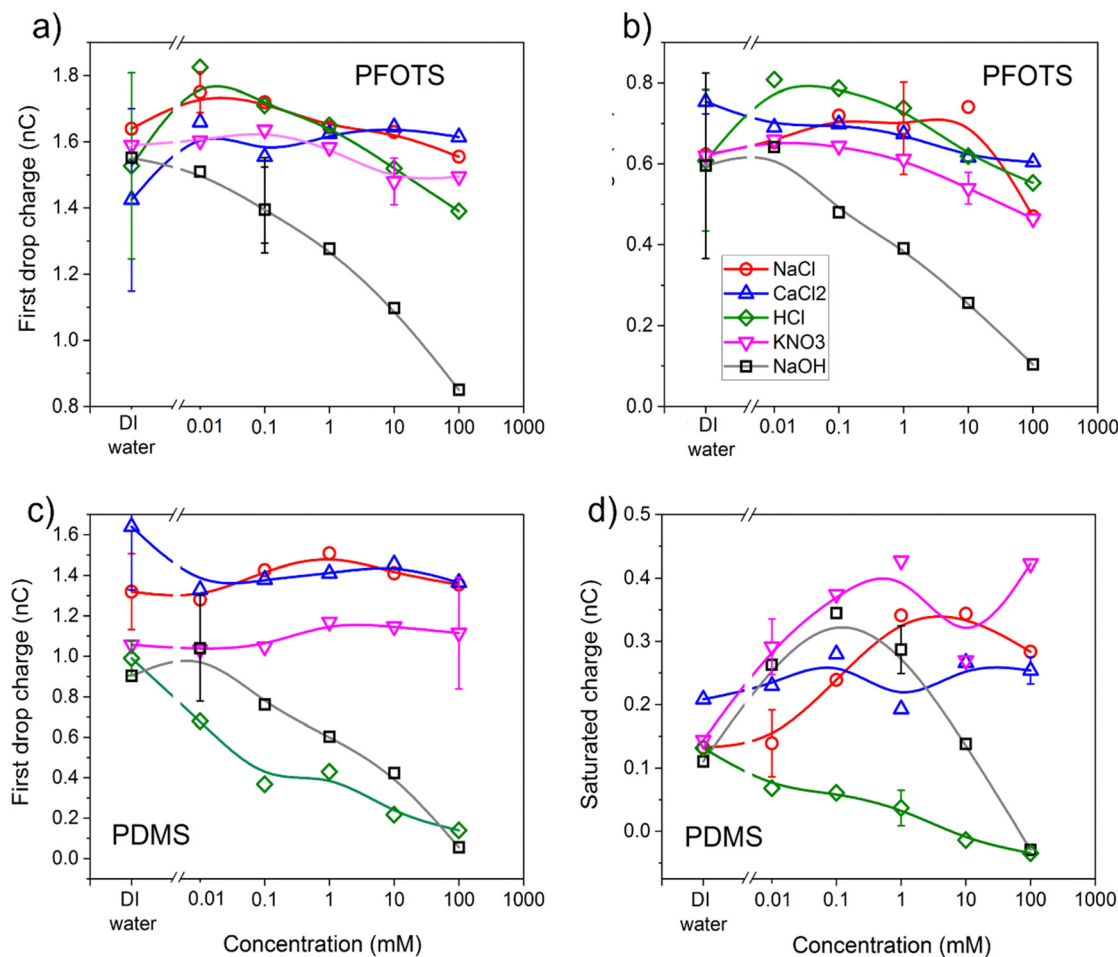 a)
PFOTS
First drop charge (nC)
1.8
1.6
1.4
1.2
1.0
0.8
DI
water
0.01
0.1
1
10
100
1000
b)
PFOTS
0.8
0.6
0.4
0.2
0.0
NaCl
CaCl2
HCl
KNO3
NaOH
DI
water
0.01
0.1
1
10
100
1000
c)
First drop charge (nC)
1.6
1.4
1.2
1.0
0.8
0.6
0.4
0.2
0.0
PDMS
DI
water
0.01
0.1
1
10
100
1000
Concentration (mM)
d)
Saturated charge (nC)
0.5
0.4
0.3
0.2
0.1
0.0
PDMS
DI
water
0.01
0.1
1
10
100
1000
Concentration (mM)